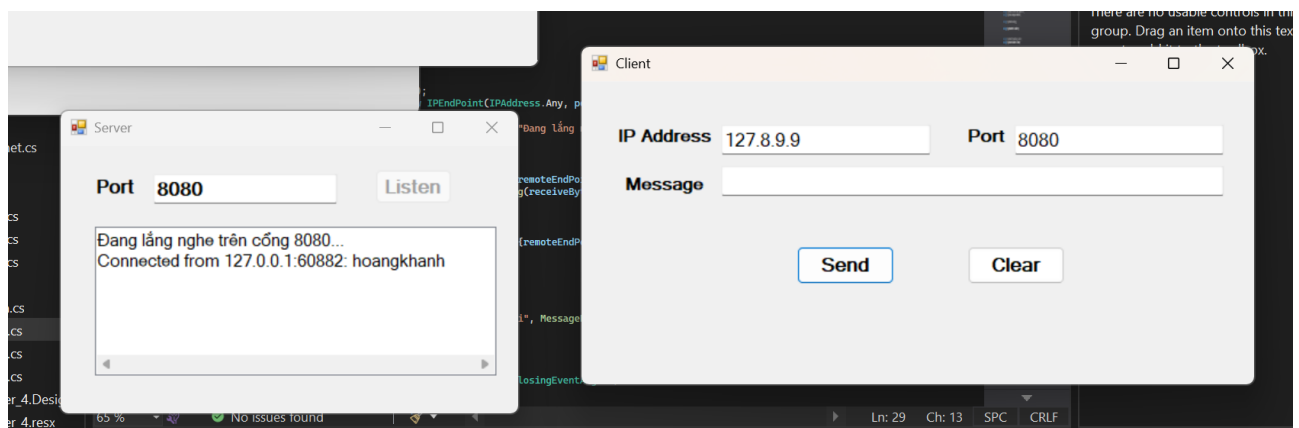 There are no usable controls in thi
group. Drag an item onto this tex
;
IPEndPoint(IPAddress.Any, p
Client
Server
"Đang lắng
net.cs
IP Address 127.8.9.9 Port 8080
Port 8080 Listen
remoteEndPo
Message
g(receiveBy
cs
Đang lắng nghe trên cổng 8080...
cs
{remoteEndP
Connected from 127.0.0.1:60882: hoangkhanh
cs
Send Clear
.cs
i", Message
.cs
.cs
.cs
losingEvent
er_4.Desig
65 % No issues found Ln: 29 Ch: 13 SPC CRLF
er_4.resx